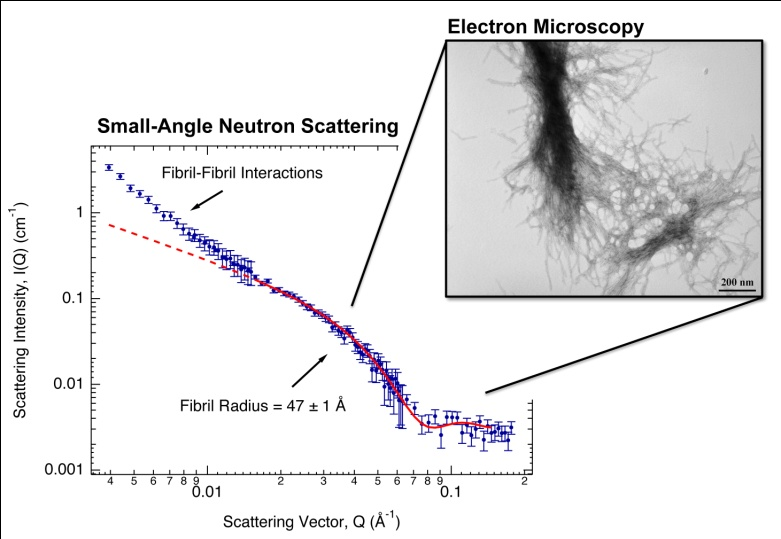 Electron Microscopy
200 nm
Small-Angle Neutron Scattering
Fibril-Fibril Interactions
Fibril Radius = 47 ± 1 Å
Scattering Intensity, I(Q) (cm⁻¹)
1
0.1
0.01
0.001
4 5 6 7 8 9 0.01 2 3 4 5 6 7 8 9 0.1 2
Scattering Vector, Q (Å⁻¹)